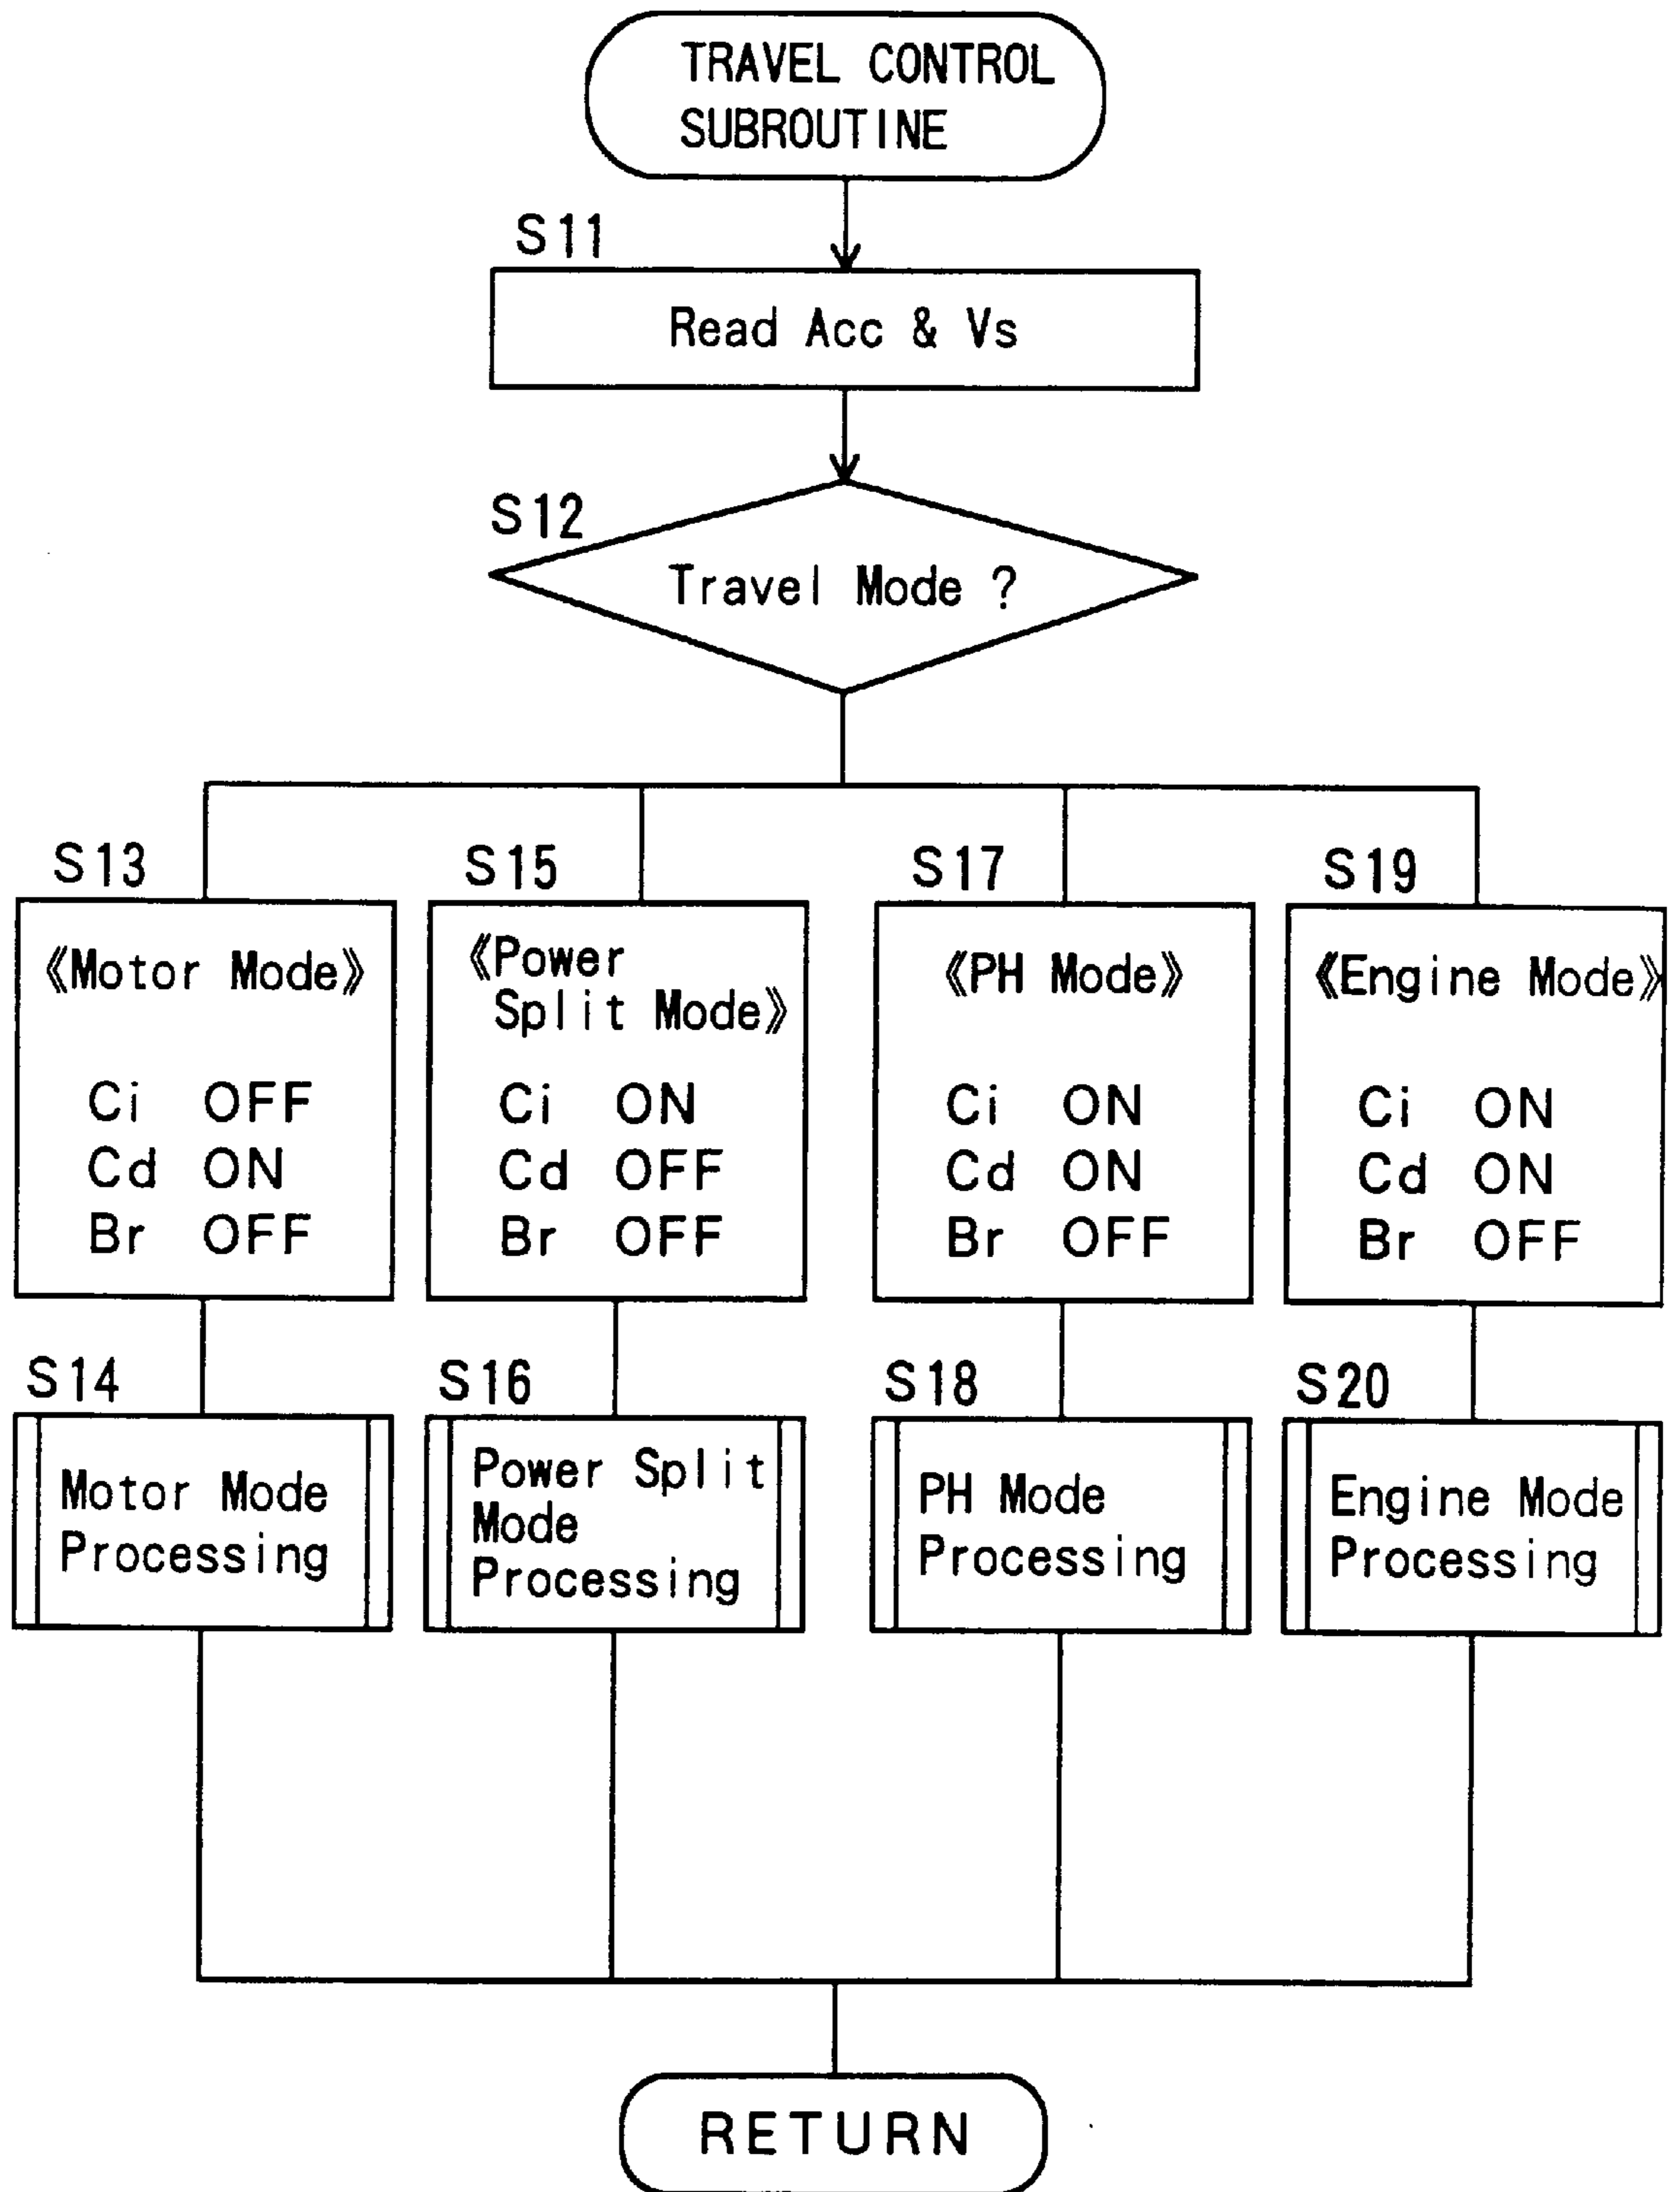 TRAVEL CONTROL
SUBROUTINE
S11
Read Acc & Vs
S12
Travel Mode ?
S13
《Motor Mode》
Ci OFF
Cd ON
Br OFF
S15
《Power
Split Mode》
Ci ON
Cd OFF
Br OFF
S17
《PH Mode》
Ci ON
Cd ON
Br OFF
S19
《Engine Mode》
Ci ON
Cd ON
Br OFF
S14
Motor Mode
Processing
S16
Power Split
Mode
Processing
S18
PH Mode
Processing
S20
Engine Mode
Processing
RETURN